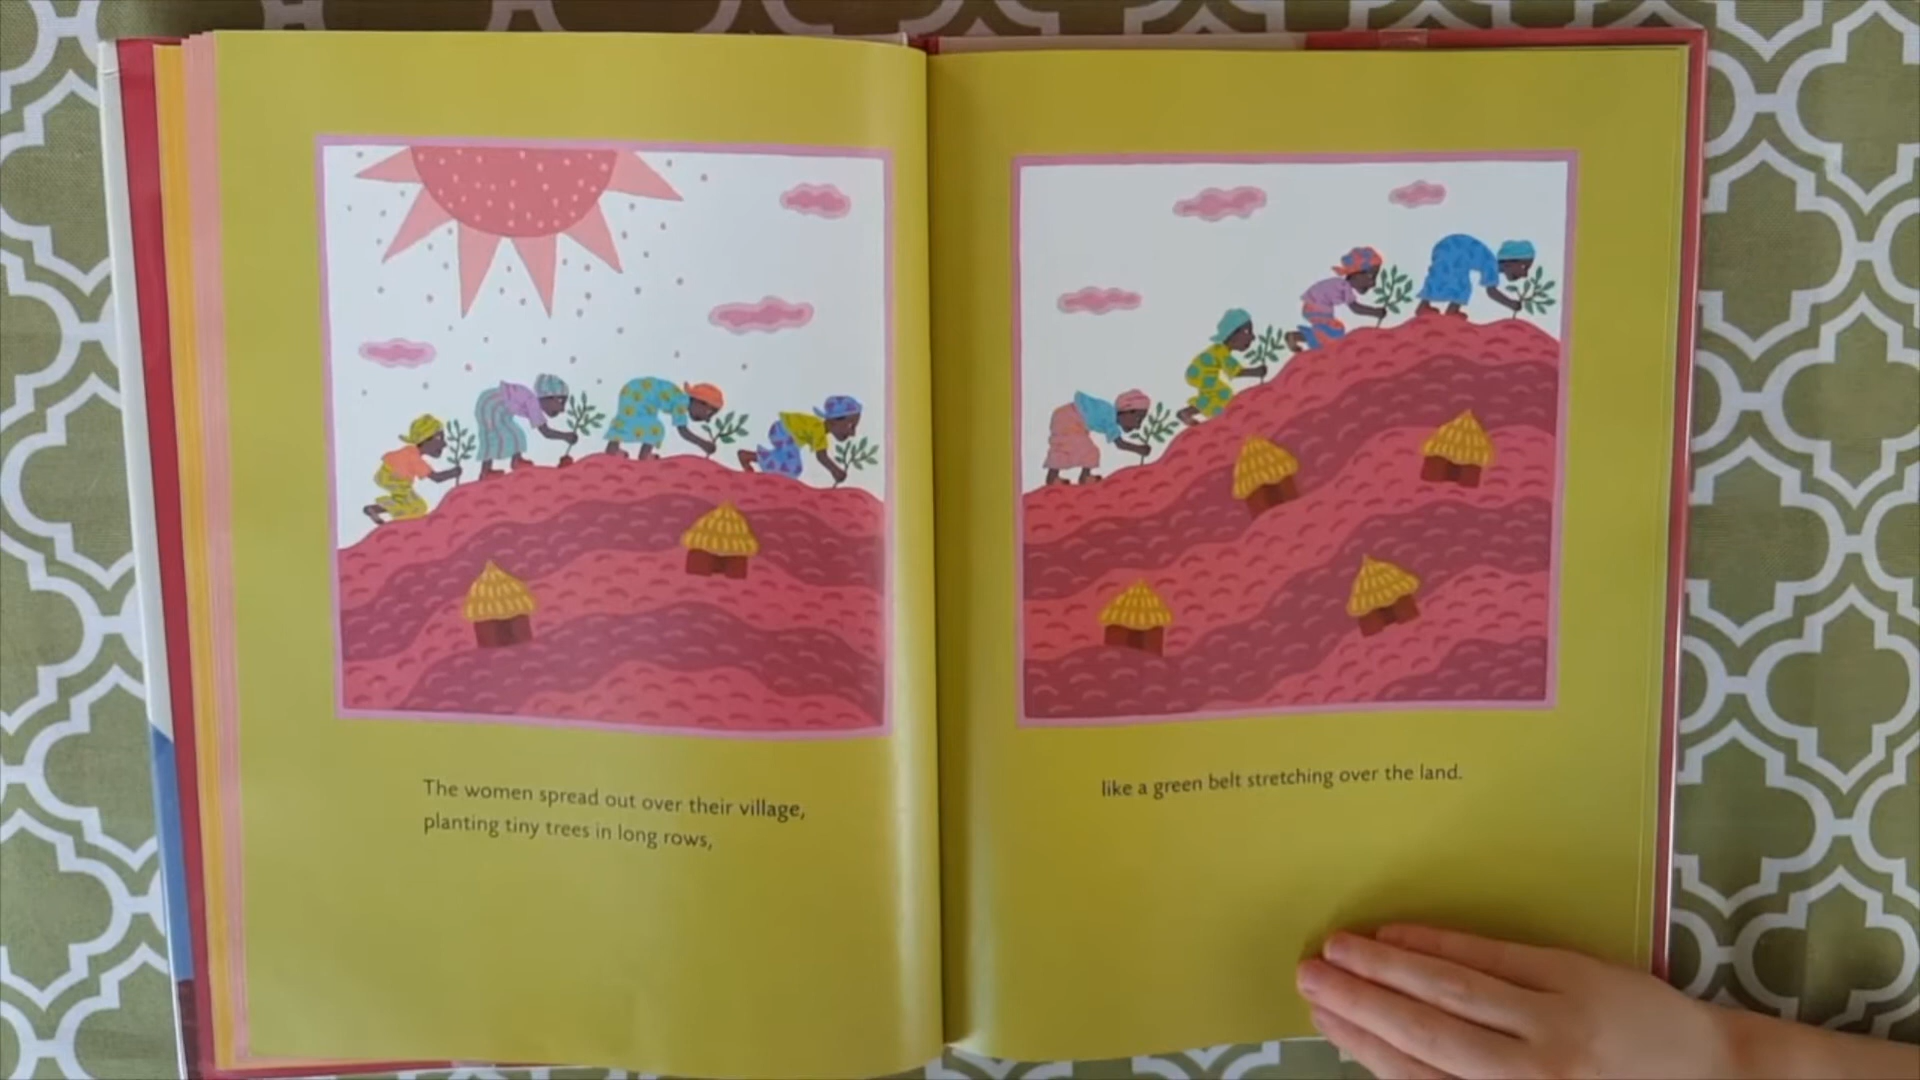 The women spread out over their village,
planting tiny trees in long rows,
like a green belt stretching over the land.